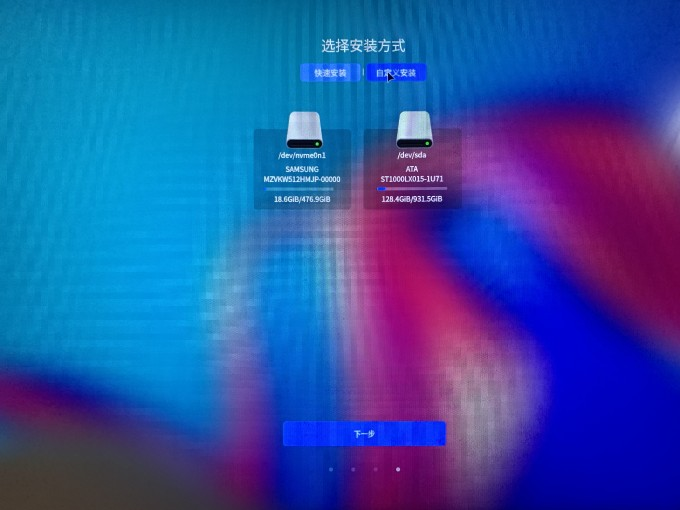 选择安装方式
快速安装 | 自定义安装
/dev/nvme0n1
SAMSUNG
MZVKW512HMJP-00000
18.6GiB/476.9GiB
/dev/sda
ATA
ST1000LX015-1U71
128.4GiB/931.5GiB
下一步